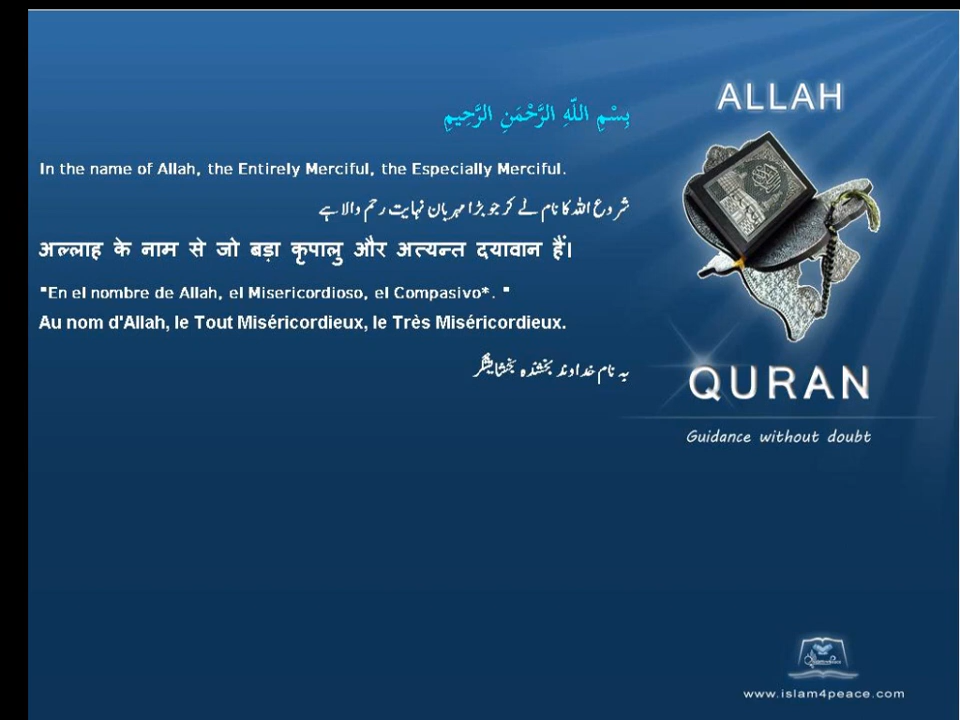 بِسْمِ اللَّهِ الرَّحْمَنِ الرَّحِيمِ
In the name of Allah, the Entirely Merciful, the Especially Merciful.
شروع اللہ کا نام لے کر جو بڑا مہربان نہایت رحم والا ہے
अल्लाह के नाम से जो बड़ा कृपालु और अत्यन्त दयावान हैं।
"En el nombre de Allah, el Misericordioso, el Compasivo*. "
Au nom d'Allah, le Tout Miséricordieux, le Très Miséricordieux.
به نام خداوند بخشنده بخشایشگر
ALLAH
QURAN
Guidance without doubt
www.islam4peace.com